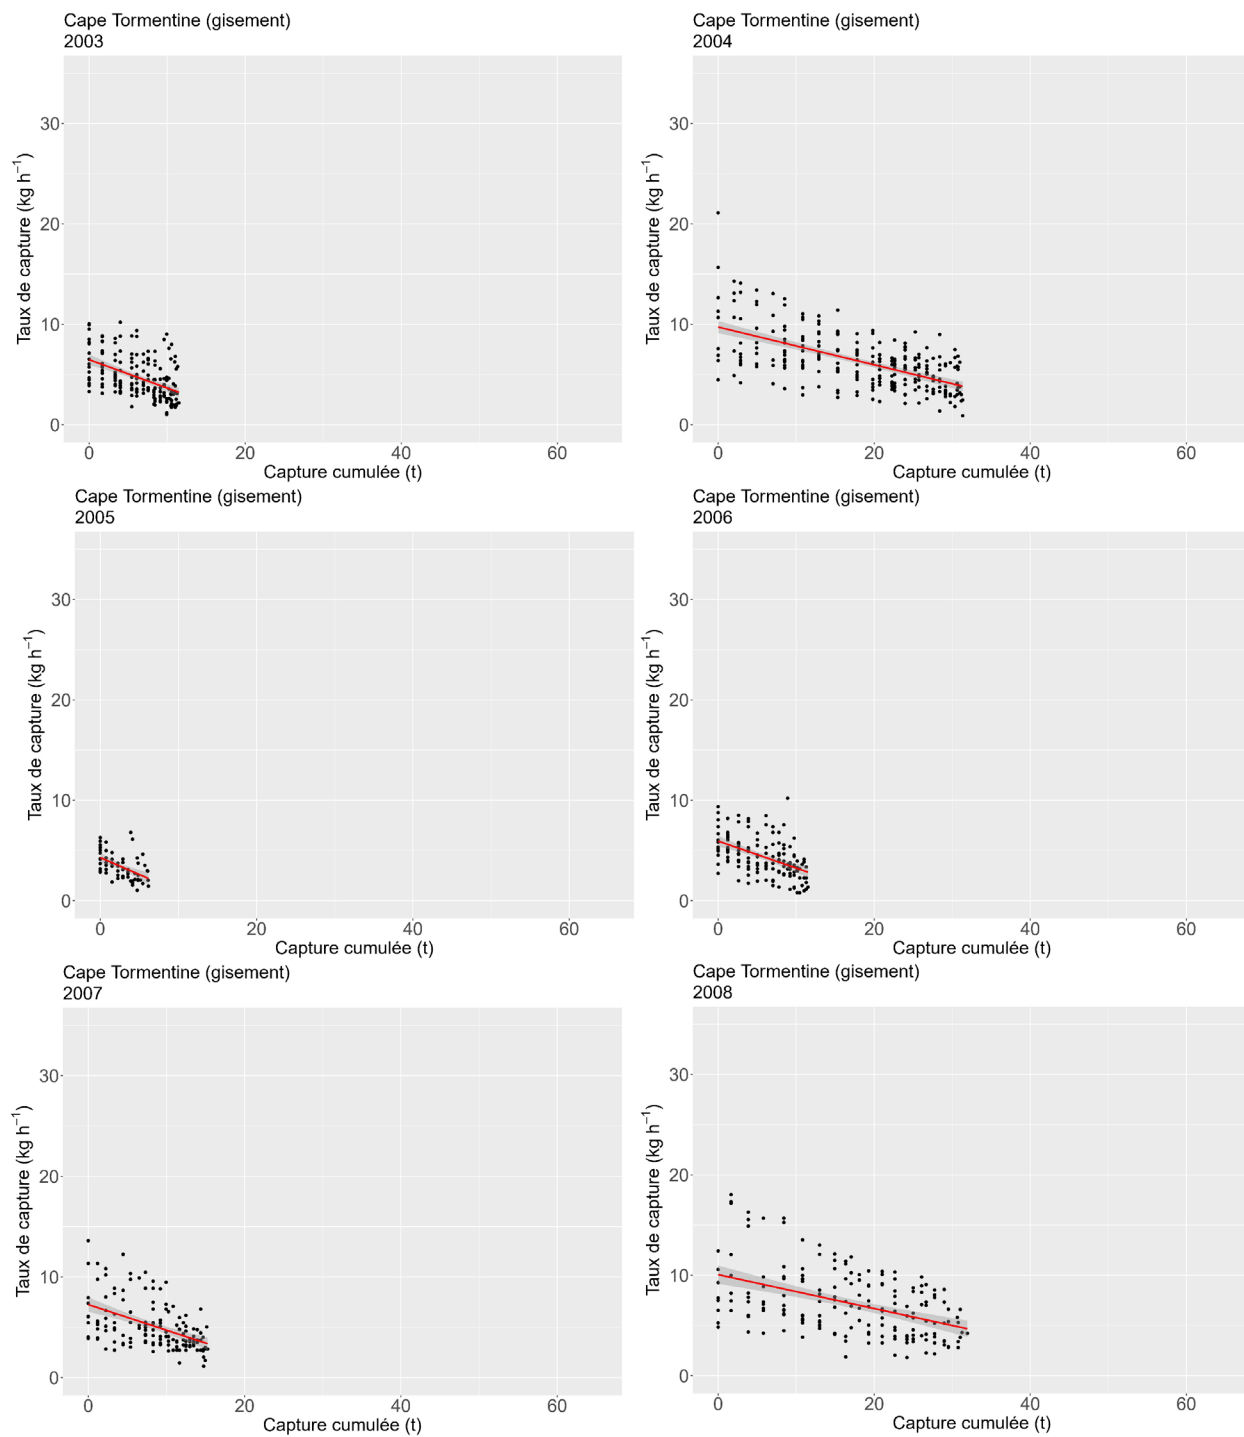 Cape Tormentine (gisement)
2003
Taux de capture (kg h⁻¹)
30
20
10
0
0 20 40 60
Capture cumulée (t)
Cape Tormentine (gisement)
2004
Taux de capture (kg h⁻¹)
30
20
10
0
0 20 40 60
Capture cumulée (t)
Cape Tormentine (gisement)
2005
Taux de capture (kg h⁻¹)
30
20
10
0
0 20 40 60
Capture cumulée (t)
Cape Tormentine (gisement)
2006
Taux de capture (kg h⁻¹)
30
20
10
0
0 20 40 60
Capture cumulée (t)
Cape Tormentine (gisement)
2007
Taux de capture (kg h⁻¹)
30
20
10
0
0 20 40 60
Capture cumulée (t)
Cape Tormentine (gisement)
2008
Taux de capture (kg h⁻¹)
30
20
10
0
0 20 40 60
Capture cumulée (t)